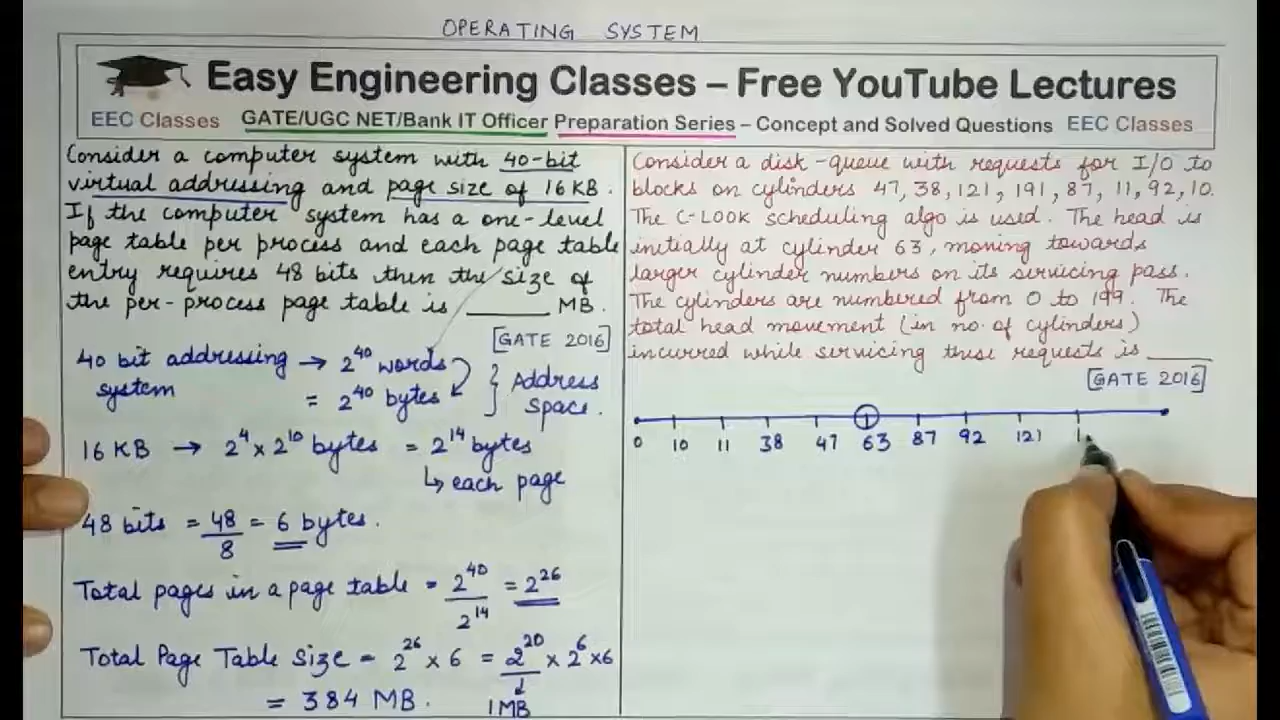 OPERATING SYSTEM
Easy Engineering Classes – Free YouTube Lectures
EEC Classes GATE/UGC NET/Bank IT Officer Preparation Series – Concept and Solved Questions EEC Classes
Consider a computer system with 40-bit
virtual addressing and page size of 16 KB.
If the computer system has a one-level
page table per process and each page table
entry requires 48 bits then the size of
the per-process page table is ______ MB.
[GATE 2016]
40 bit addressing → 2^40 words
system = 2^40 bytes } Address
Space.
16 KB → 2^4 × 2^10 bytes = 2^14 bytes
↳ each page
48 bits = 48/8 = 6 bytes.
Total pages in a page table = 2^40/2^14 = 2^26
Total Page Table Size = 2^26 × 6 = 2^20 × 2^6 × 6
↓
= 384 MB. 1MB
Consider a disk-queue with requests for I/O to
blocks on cylinders 47, 38, 121, 191, 87, 11, 92, 10.
The C-LOOK scheduling algo is used. The head is
initially at cylinder 63, moving towards
larger cylinder numbers on its servicing pass.
The cylinders are numbered from 0 to 199. The
total head movement (in no. of cylinders)
incurred while servicing these requests is ______
[GATE 2016]
0 10 11 38 47 63 87 92 121 1